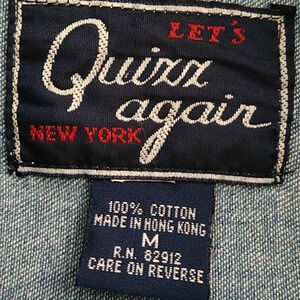 LET'S
Quizz
again
NEW YORK
100% COTTON
MADE IN HONG KONG
M
R.N. 82912
CARE ON REVERSE